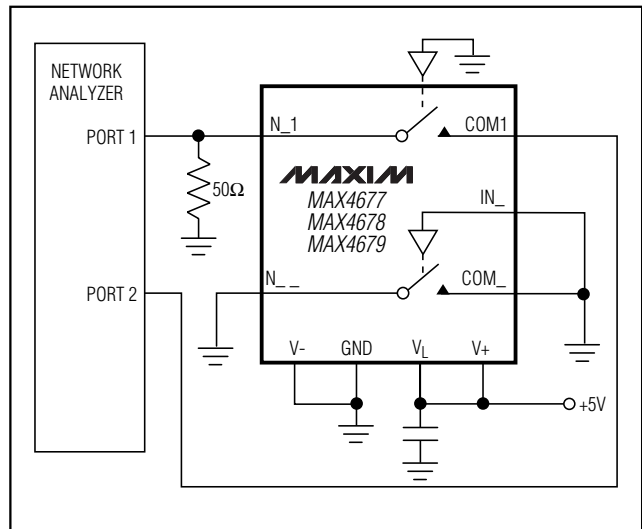 NETWORK
ANALYZER
PORT 1
N_1
COM1
50Ω
MAXIM
MAX4677
MAX4678
MAX4679
IN_
PORT 2
N_ _
COM_
V- GND VL V+
+5V